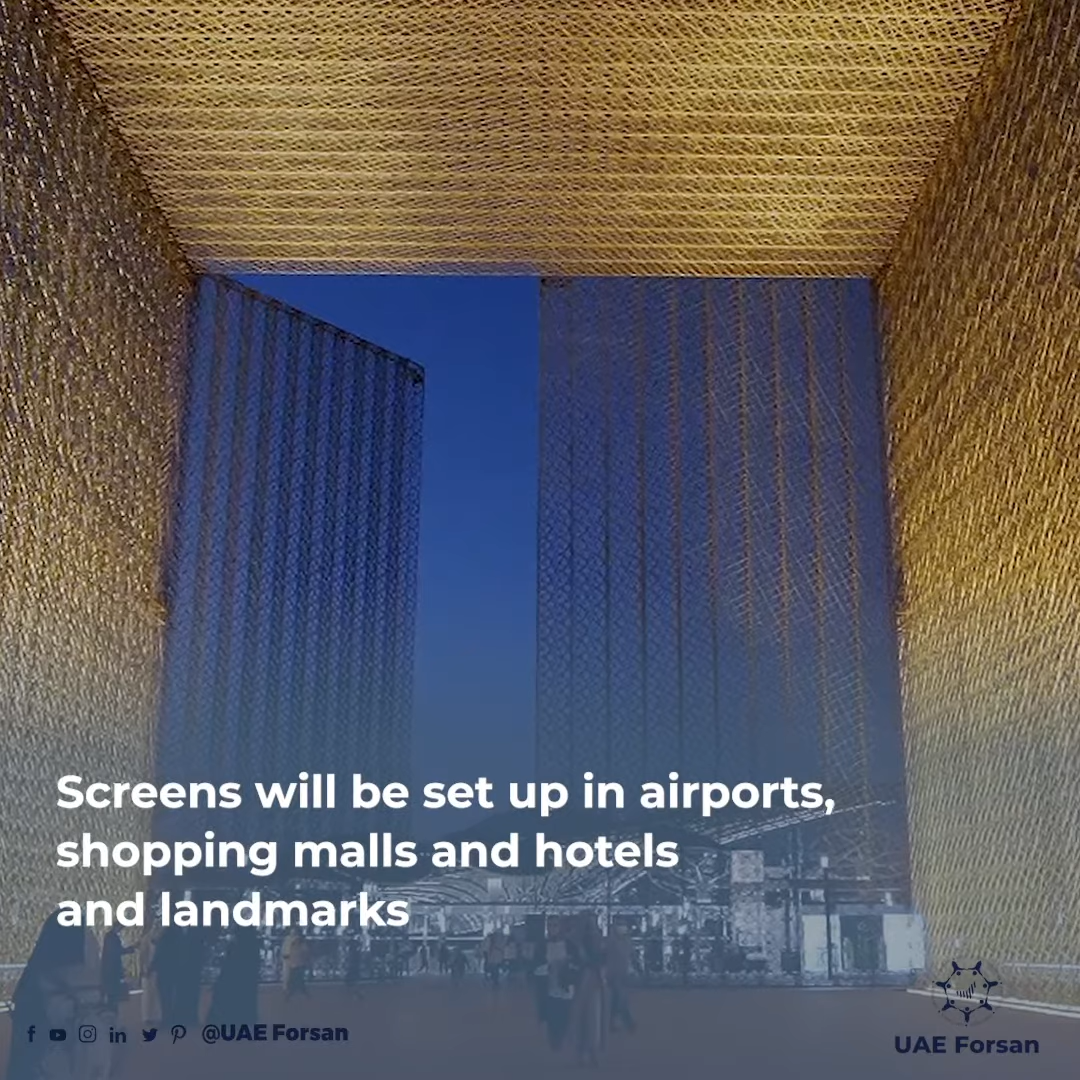 Screens will be set up in airports,
shopping malls and hotels
and landmarks
@UAE Forsan
UAE Forsan